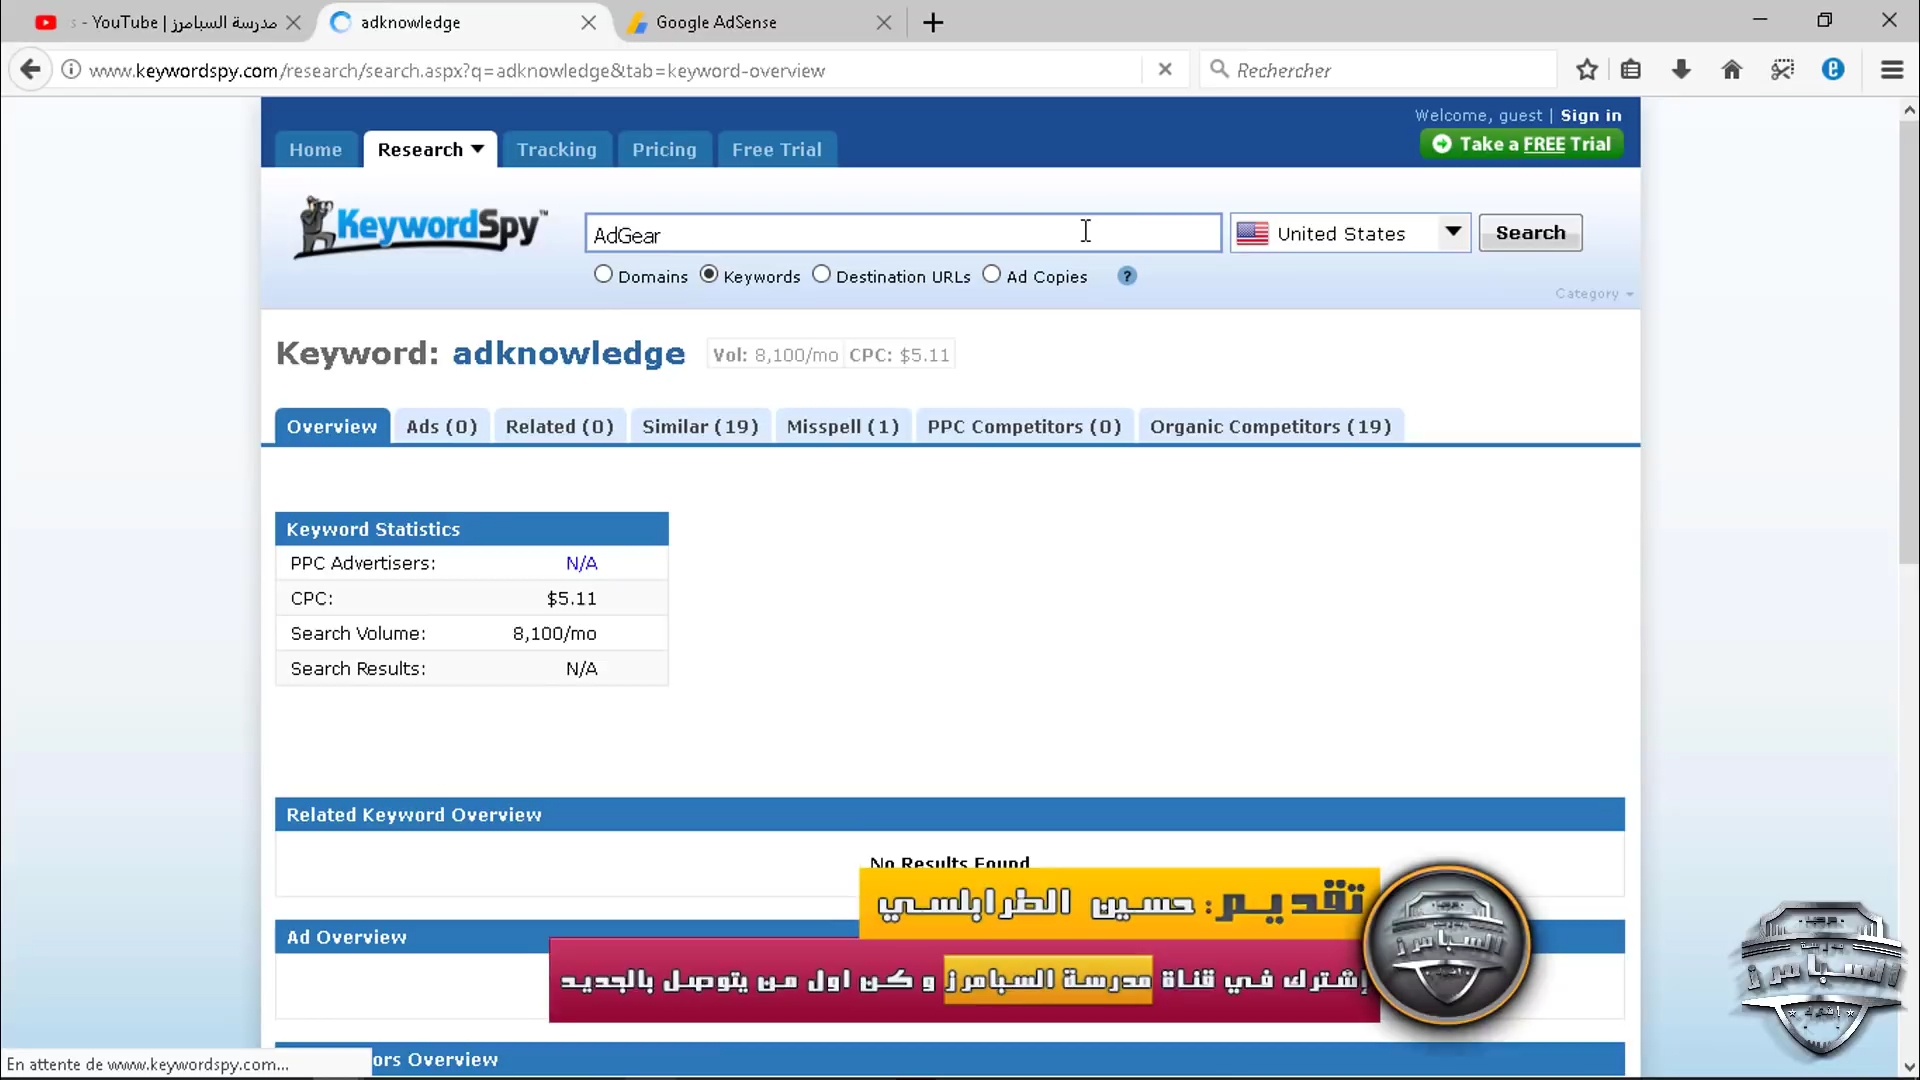 مدرسة السبامرز | YouTube - s
adknowledge
Google AdSense
www.keywordspy.com/research/search.aspx?q=adknowledge&tab=keyword-overview
Rechercher
Welcome, guest | Sign in
Home
Research
Tracking
Pricing
Free Trial
Take a FREE Trial
KeywordSpy™
AdGear
United States
Search
Domains
Keywords
Destination URLs
Ad Copies
?
Category
Keyword: adknowledge
Vol: 8,100/mo
CPC: $5.11
Overview
Ads (0)
Related (0)
Similar (19)
Misspell (1)
PPC Competitors (0)
Organic Competitors (19)
Keyword Statistics
PPC Advertisers: N/A
CPC: $5.11
Search Volume: 8,100/mo
Search Results: N/A
Related Keyword Overview
No Results Found
تقديم: حسين الطرابلسي
Ad Overview
إشترك في قناة مدرسة السبامرز و كن اول من يتوصل بالجديد
السبامرز
مدرسة
السبامرز
En attente de www.keywordspy.com...
ors Overview